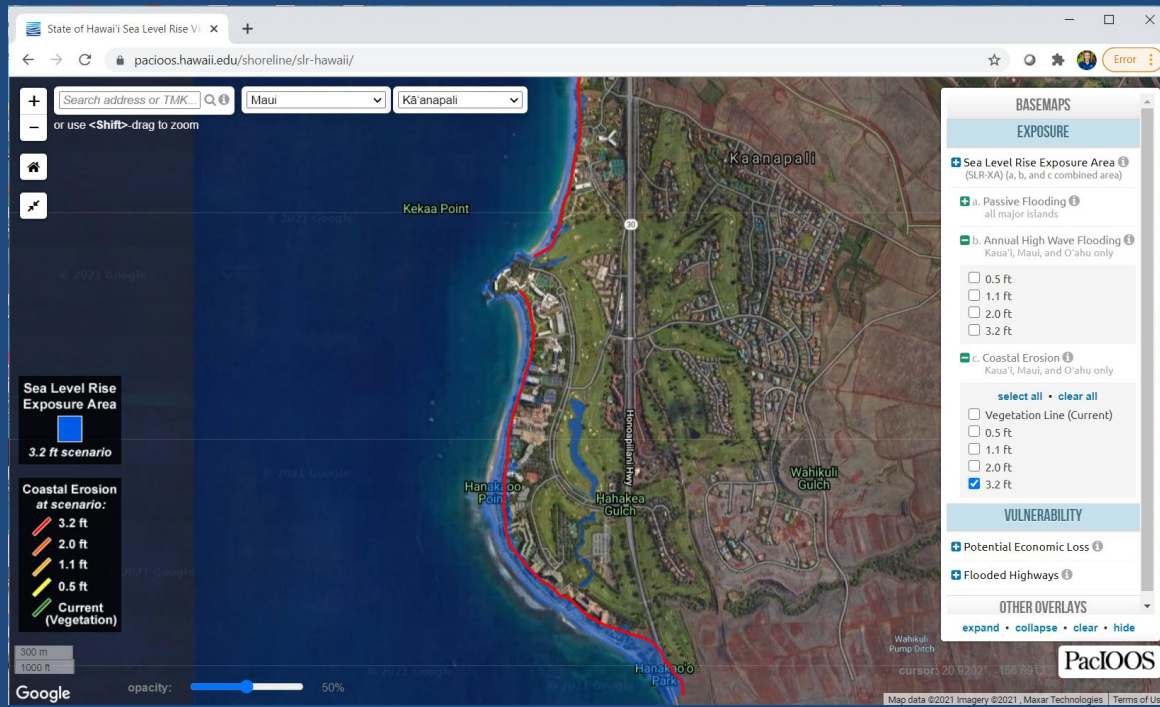 State of Hawai'i Sea Level Rise Vi
pacioos.hawaii.edu/shoreline/slr-hawaii/
Error
+
−
Search address or TMK...
Maui
Kā'anapali
or use <Shift>-drag to zoom
Kaanapali
Kekaa Point
30
© 2021 Google
© 2021 Google
Honoapiilani Hwy
Wahikuli
Gulch
Hanakaoo
Point
Hahakea
Gulch
© 2021 Google
© 2021 Google
Hanakao'o
Park
Wahikuli
Pump Ditch
Sea Level Rise
Exposure Area
3.2 ft scenario
Coastal Erosion
at scenario:
3.2 ft
2.0 ft
1.1 ft
0.5 ft
Current
(Vegetation)
300 m
1000 ft
Google
opacity:
50%
BASEMAPS
EXPOSURE
Sea Level Rise Exposure Area
(SLR-XA) (a, b, and c combined area)
a. Passive Flooding
all major islands
b. Annual High Wave Flooding
Kaua'i, Maui, and O'ahu only
0.5 ft
1.1 ft
2.0 ft
3.2 ft
c. Coastal Erosion
Kaua'i, Maui, and O'ahu only
select all • clear all
Vegetation Line (Current)
0.5 ft
1.1 ft
2.0 ft
3.2 ft
VULNERABILITY
Potential Economic Loss
Flooded Highways
OTHER OVERLAYS
expand • collapse • clear • hide
PacIOOS
cursor: 20.9202°, -156.6913°
Map data ©2021 Imagery ©2021 , Maxar Technologies
Terms of Us